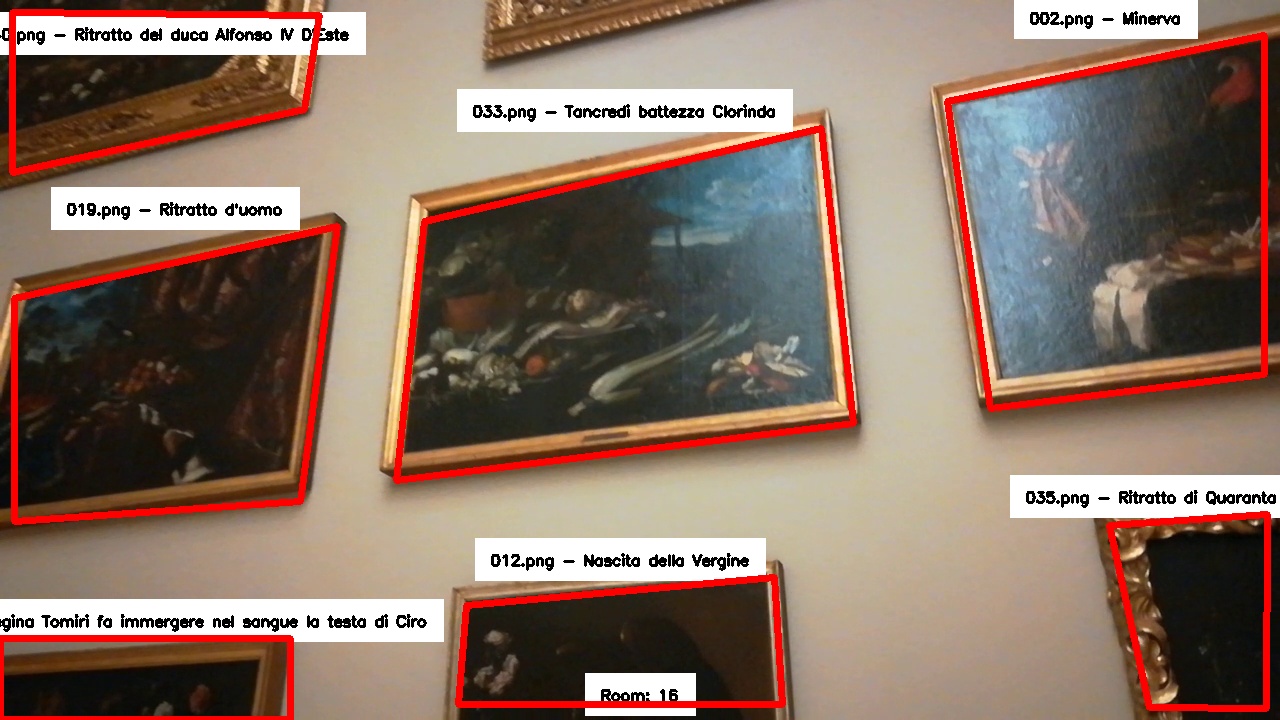 .png - Ritratto del duca Alfonso IV D'Este
002.png - Minerva
033.png - Tancredi battezza Clorinda
019.png - Ritratto d'uomo
035.png - Ritratto di Quaranta
012.png - Nascita della Vergine
Tomiri fa immergere nel sangue la testa di Ciro
Room: 16